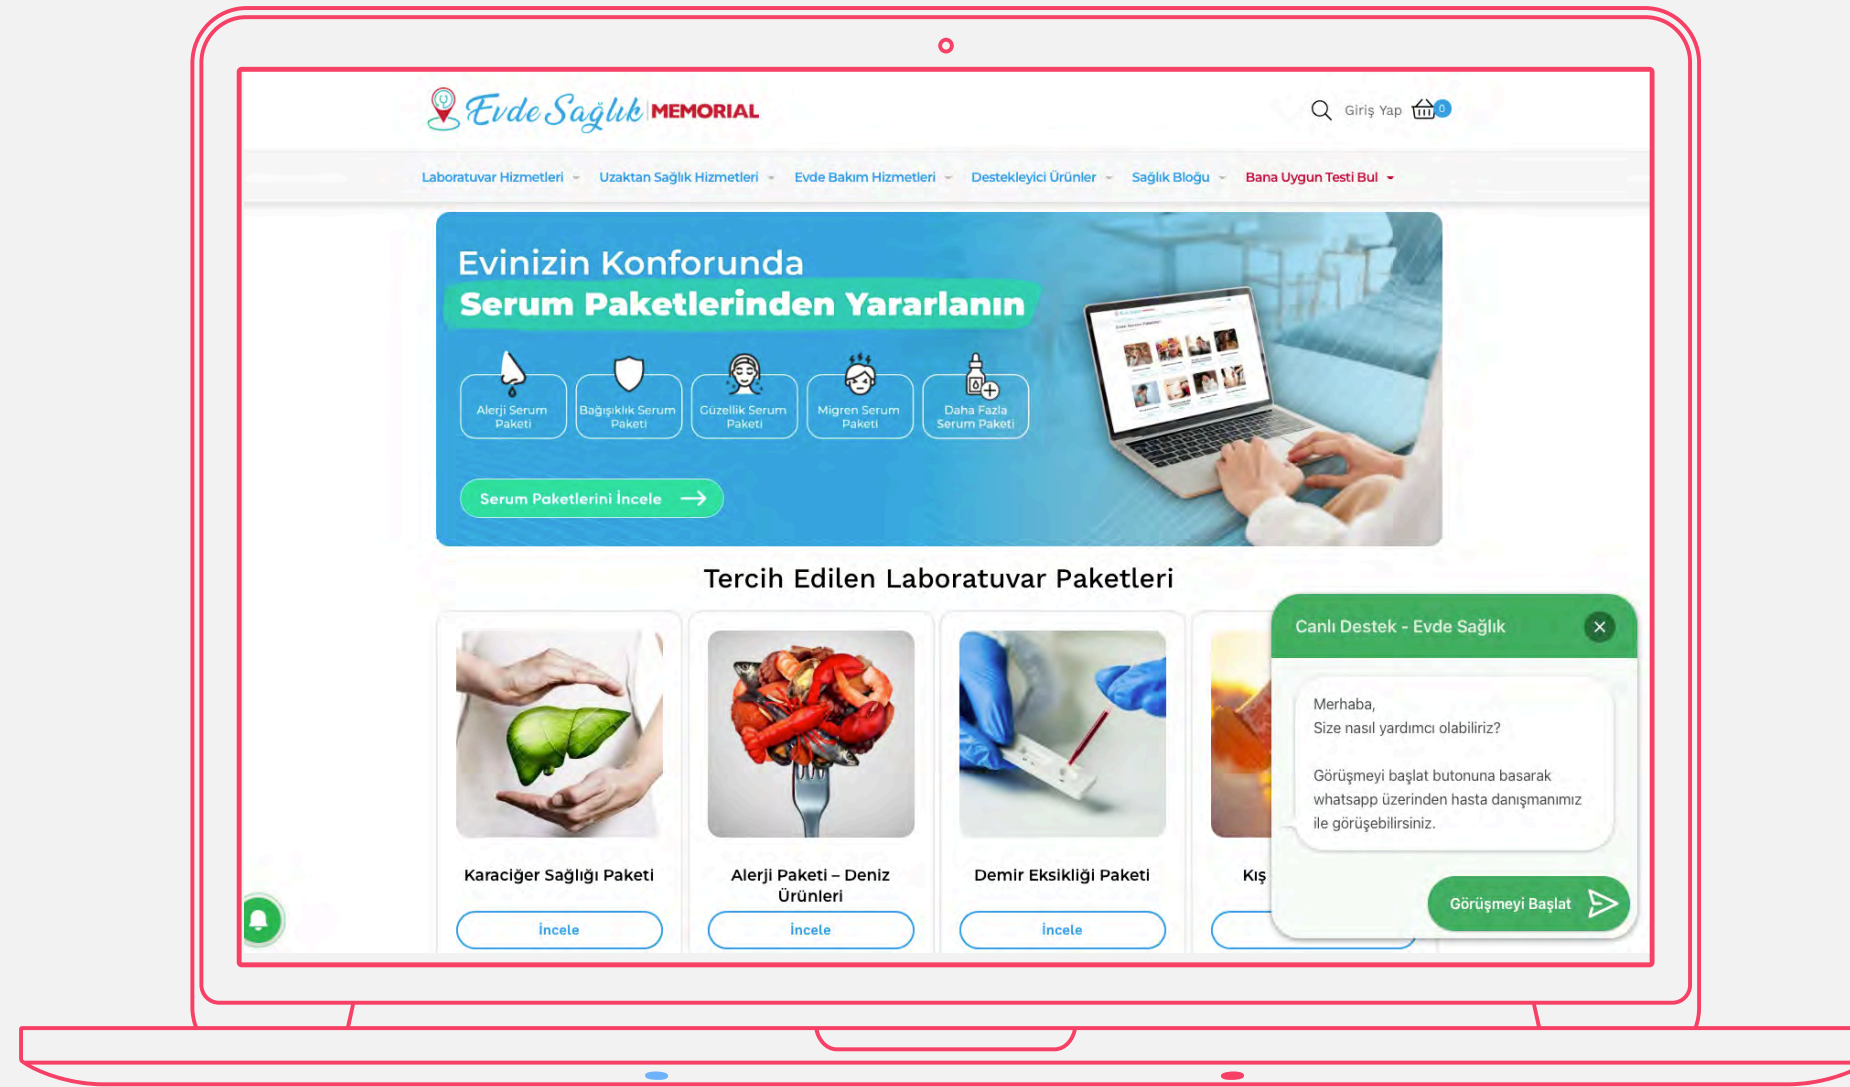 Evde Sağlık MEMORIAL
Giriş Yap 0
Laboratuvar Hizmetleri Uzaktan Sağlık Hizmetleri Evde Bakım Hizmetleri Destekleyici Ürünler Sağlık Bloğu Bana Uygun Testi Bul
Evinizin Konforunda
Serum Paketlerinden Yararlanın
Alerji Serum
Paketi
Bağışıklık Serum
Paketi
Güzellik Serum
Paketi
Migren Serum
Paketi
Daha Fazla
Serum Paketi
Serum Paketlerini İncele
Tercih Edilen Laboratuvar Paketleri
Karaciğer Sağlığı Paketi
İncele
Alerji Paketi – Deniz
Ürünleri
İncele
Demir Eksikliği Paketi
İncele
Kış
Canlı Destek - Evde Sağlık
Merhaba,
Size nasıl yardımcı olabiliriz?
Görüşmeyi başlat butonuna basarak
whatsapp üzerinden hasta danışmanımız
ile görüşebilirsiniz.
Görüşmeyi Başlat